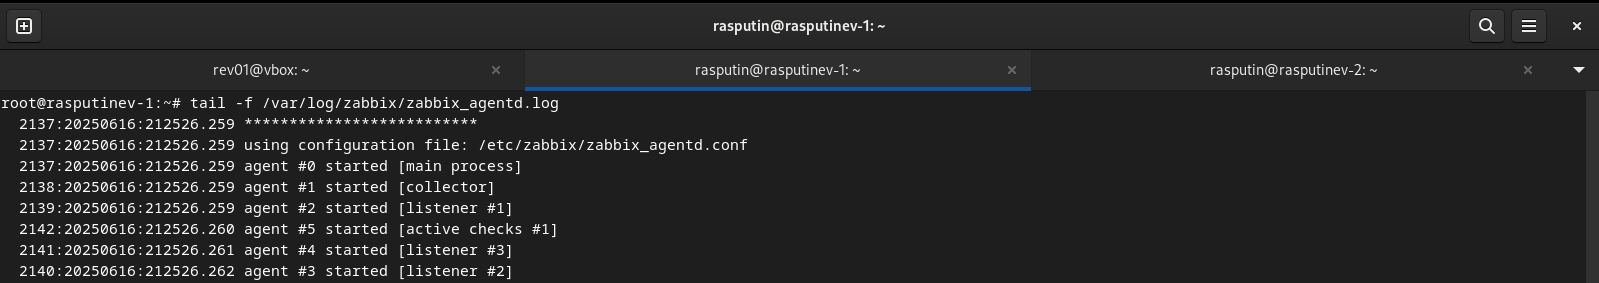 rasputin@rasputinev-1: ~
rev01@vbox: ~
rasputin@rasputinev-1: ~
rasputin@rasputinev-2: ~
root@rasputinev-1:~# tail -f /var/log/zabbix/zabbix_agentd.log
2137:20250616:212526.259 **************************
2137:20250616:212526.259 using configuration file: /etc/zabbix/zabbix_agentd.conf
2137:20250616:212526.259 agent #0 started [main process]
2138:20250616:212526.259 agent #1 started [collector]
2139:20250616:212526.259 agent #2 started [listener #1]
2142:20250616:212526.260 agent #5 started [active checks #1]
2141:20250616:212526.261 agent #4 started [listener #3]
2140:20250616:212526.262 agent #3 started [listener #2]